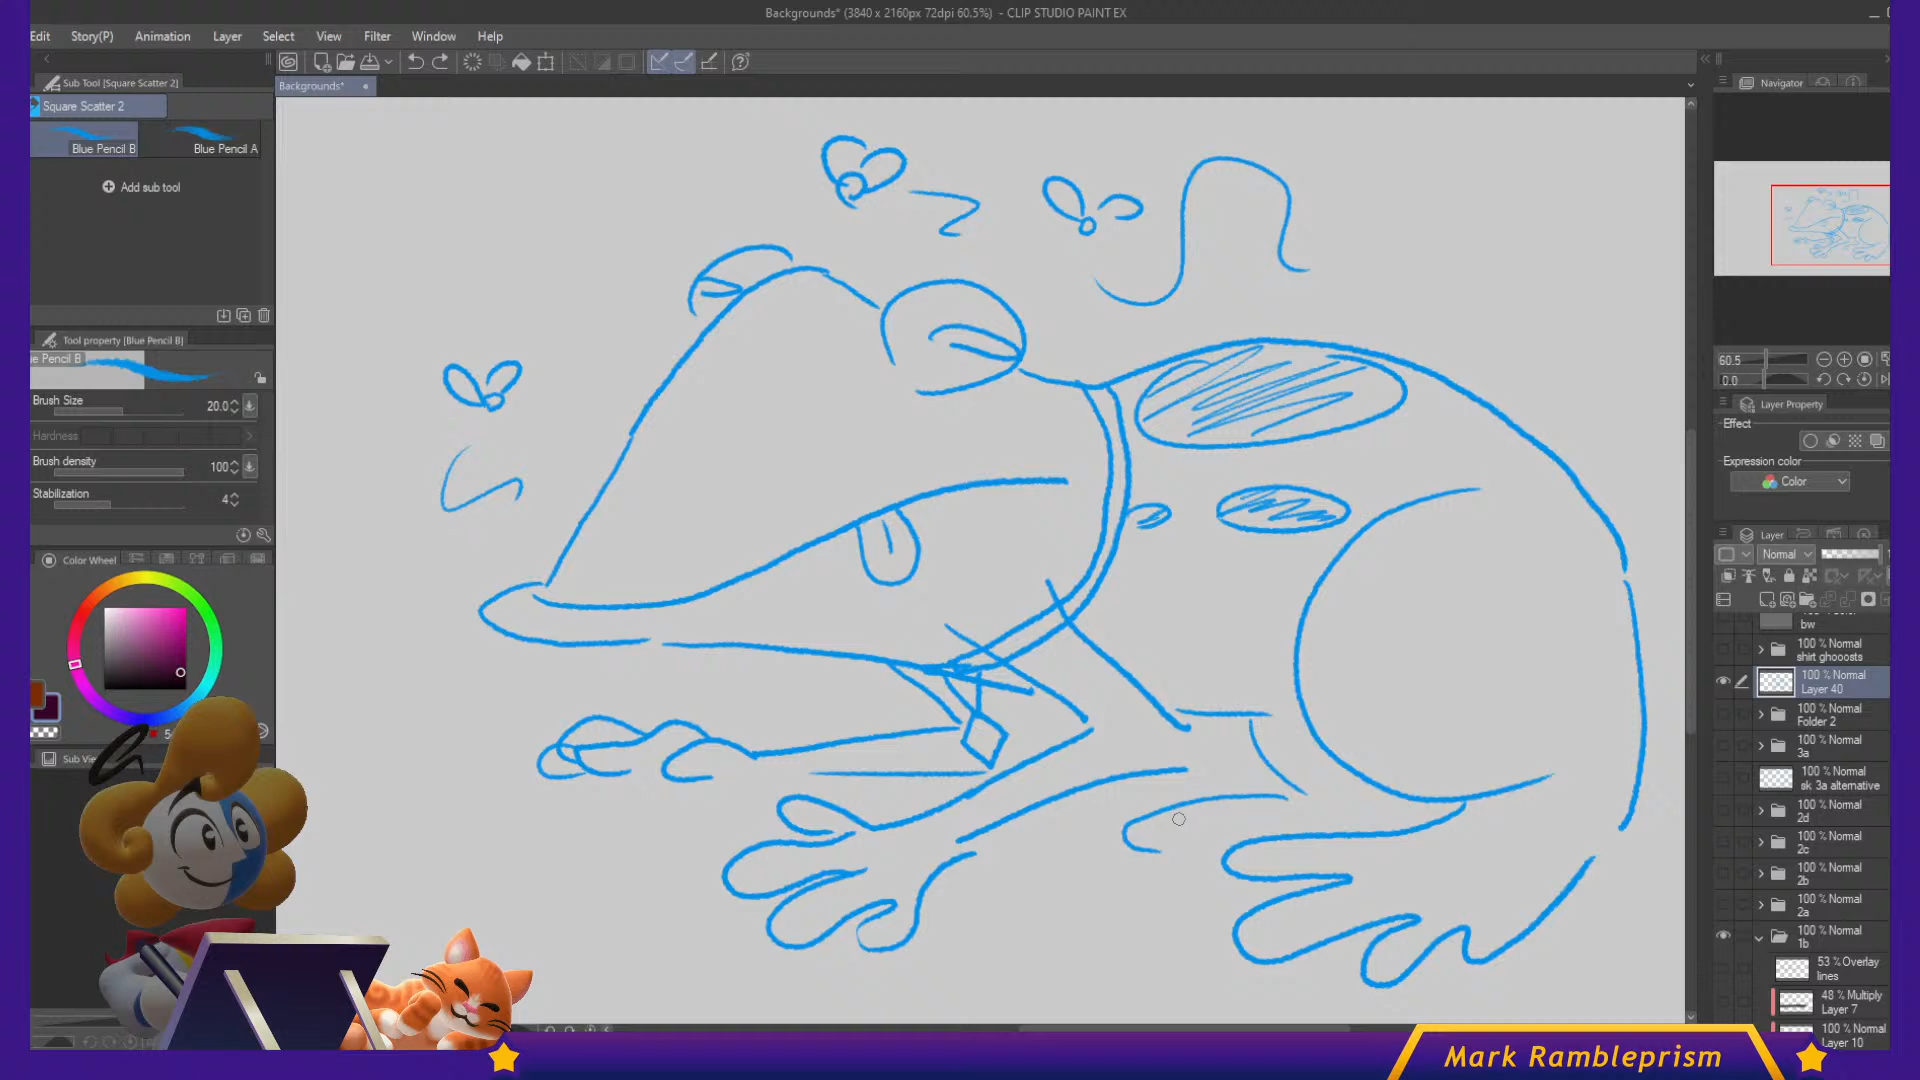 Backgrounds* (3840 x 2160px 72dpi 60.5%) - CLIP STUDIO PAINT EX
Edit Story(P) Animation Layer Select View Filter Window Help
Sub Tool [Square Scatter 2]
Backgrounds*
Navigator
Square Scatter 2
Blue Pencil B
Blue Pencil A
Add sub tool
Tool property [Blue Pencil B]
Brush Size
20.0
Hardness
Brush density
100
Stabilization
4
Color Wheel
60.5
0.0
Layer Property
Effect
Expression color
Color
Layer
Normal
bw
100 % Normal
shirt ghooosts
100 % Normal
Layer 40
100 % Normal
Folder 2
100 % Normal
3a
100 % Normal
sk 3a alternative
100 % Normal
2d
100 % Normal
2c
100 % Normal
2b
100 % Normal
2a
100 % Normal
1b
53 % Overlay
lines
48 % Multiply
Layer 7
100 % Normal
Layer 10
Mark Rambleprism